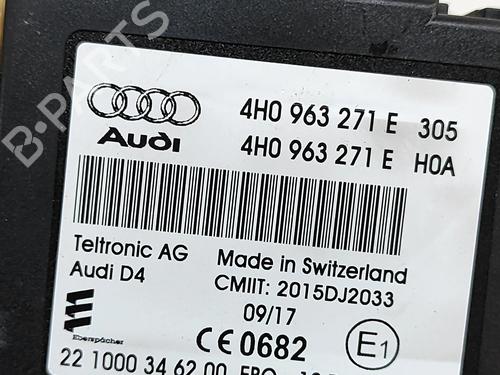 B-PARTS
4H0 963 271 E 305
Audi 4H0 963 271 E H0A
Teltronic AG Made in Switzerland
Audi D4 CMIIT: 2015DJ2033
09/17
Eberspächer CE 0682 E1
22 1000 34 62 00